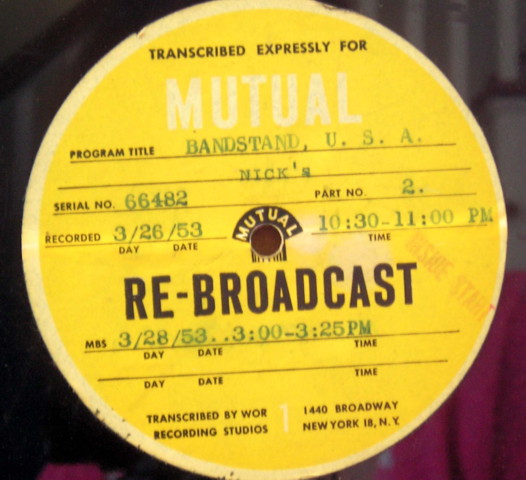 TRANSCRIBED EXPRESSLY FOR
MUTUAL
PROGRAM TITLE BANDSTAND, U. S. A.
NICK's
SERIAL NO. 66482 PART NO. 2.
RECORDED 3/26/53 10:30-11:00 PM
DAY DATE TIME
MUTUAL
INSIDE START
RE-BROADCAST
MBS 3/28/53..3:00-3:25PM
DAY DATE TIME
DAY DATE TIME
TRANSCRIBED BY WOR 1 1440 BROADWAY
RECORDING STUDIOS NEW YORK 18, N.Y.